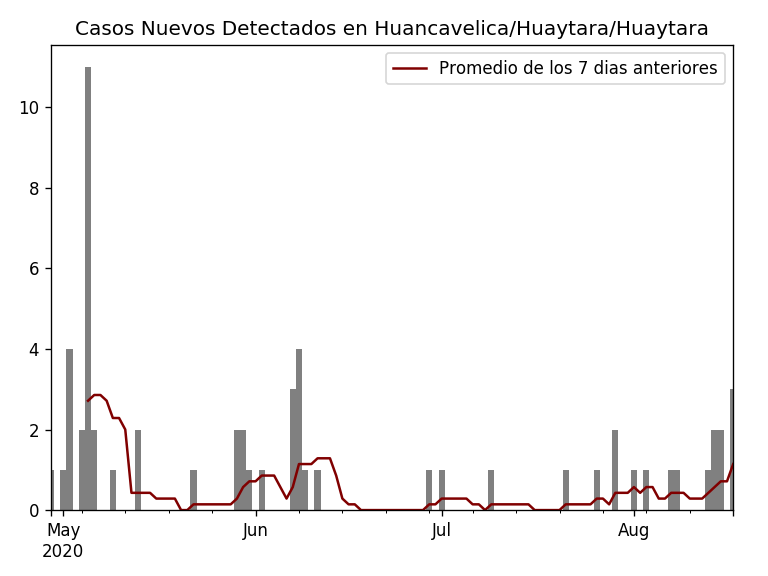 Casos Nuevos Detectados en Huancavelica/Huaytara/Huaytara
Promedio de los 7 dias anteriores
10
8
6
4
2
0
May Jun Jul Aug
2020